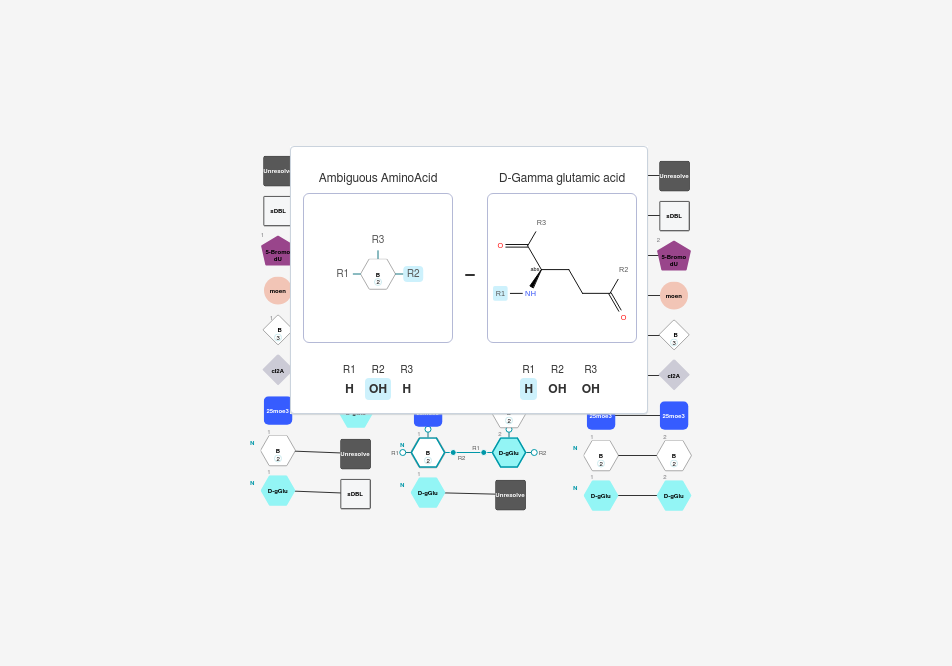 Ambiguous AminoAcid
D-Gamma glutamic acid
R3
R1
B
2
R2
R3
O
abs
R2
R1
NH
O
R1 R2 R3
H OH H
R1 R2 R3
H OH OH
Unresolve
sDBL
1
5-Bromo
dU
moen
1
B
3
cl2A
25moe3
N
1
B
2
Unresolve
N
1
D-gGlu
sDBL
N
R1
1
B
2
R2
R1
2
D-gGlu
R2
B
2
N
1
D-gGlu
Unresolve
Unresolve
sDBL
2
5-Bromo
dU
moen
B
3
cl2A
25moe3
25moe3
N
1
B
2
2
B
2
N
1
D-gGlu
2
D-gGlu